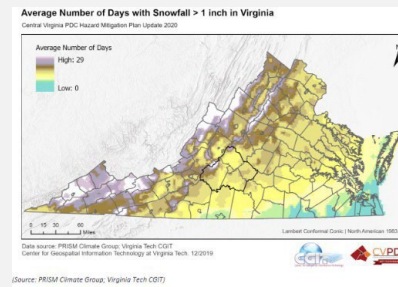 Average Number of Days with Snowfall > 1 inch in Virginia
Central Virginia PDC Hazard Mitigation Plan Update 2020
Average Number of Days
High: 29
Low: 0
0 15 30 60
Miles
Lambert Conformal Conic | North American 1983
Data source: PRISM Climate Group; Virginia Tech CGIT
Center for Geospatial Information Technology at Virginia Tech. 12/2019
CGIT
CVPD
(Source: PRISM Climate Group; Virginia Tech CGIT)